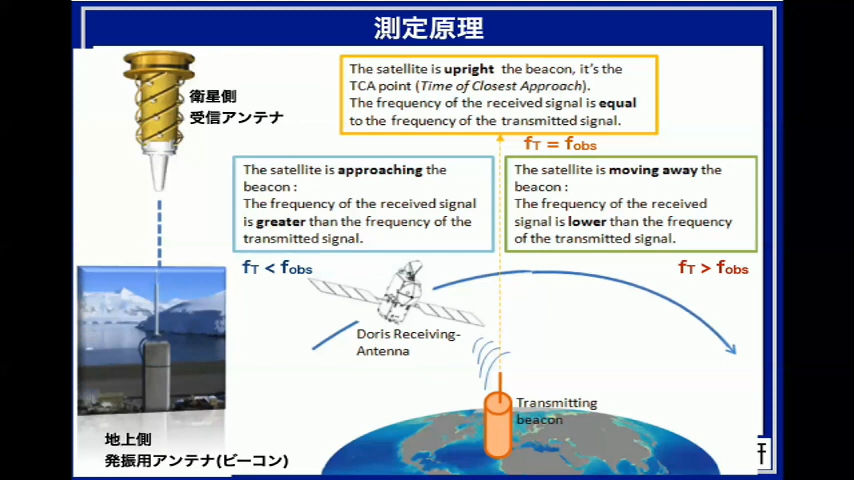 測定原理
衛星側
受信アンテナ
The satellite is upright the beacon, it's the
TCA point (Time of Closest Approach).
The frequency of the received signal is equal
to the frequency of the transmitted signal.
fT = fobs
The satellite is approaching the
beacon :
The frequency of the received signal
is greater than the frequency of the
transmitted signal.
fT < fobs
The satellite is moving away the
beacon :
The frequency of the received
signal is lower than the frequency
of the transmitted signal.
fT > fobs
Doris Receiving-
Antenna
Transmitting
beacon
地上側
発振用アンテナ(ビーコン)